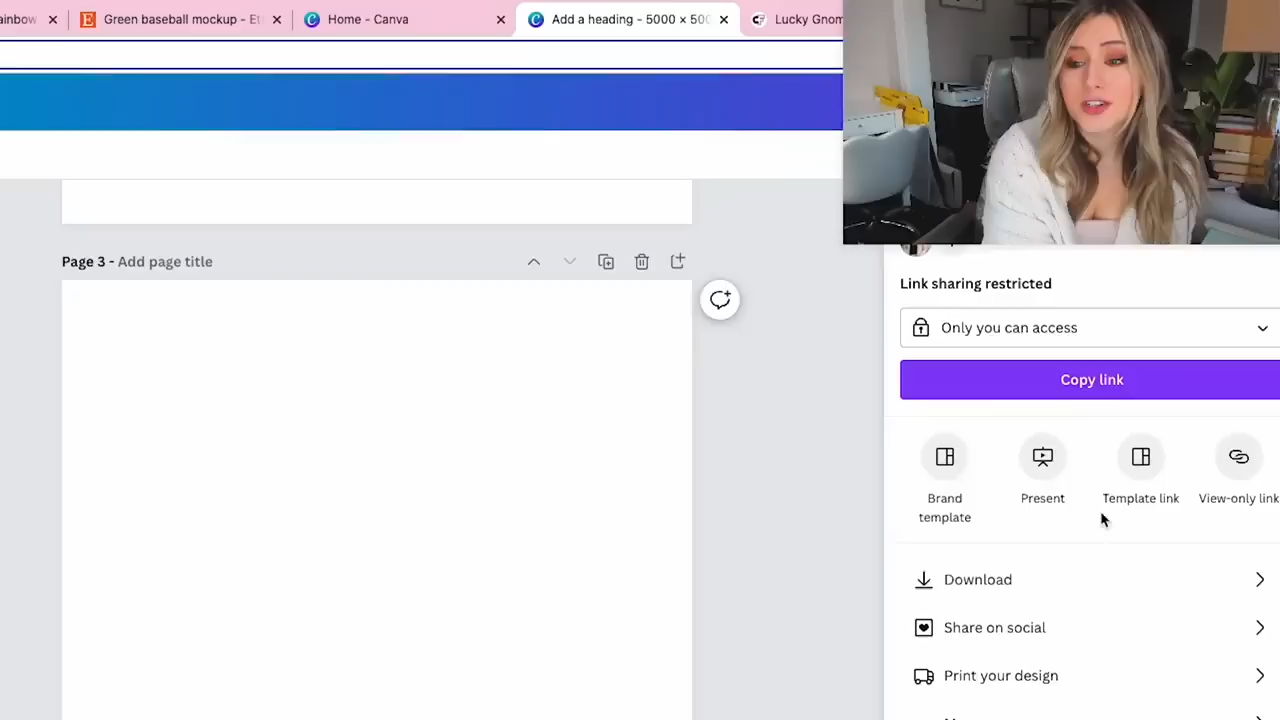 ainbow
Green baseball mockup - Et
Home - Canva
Add a heading - 5000 × 500
Lucky Gnom
Page 3 - Add page title
Link sharing restricted
Only you can access
Copy link
Brand
template
Present
Template link
View-only link
Download
Share on social
Print your design